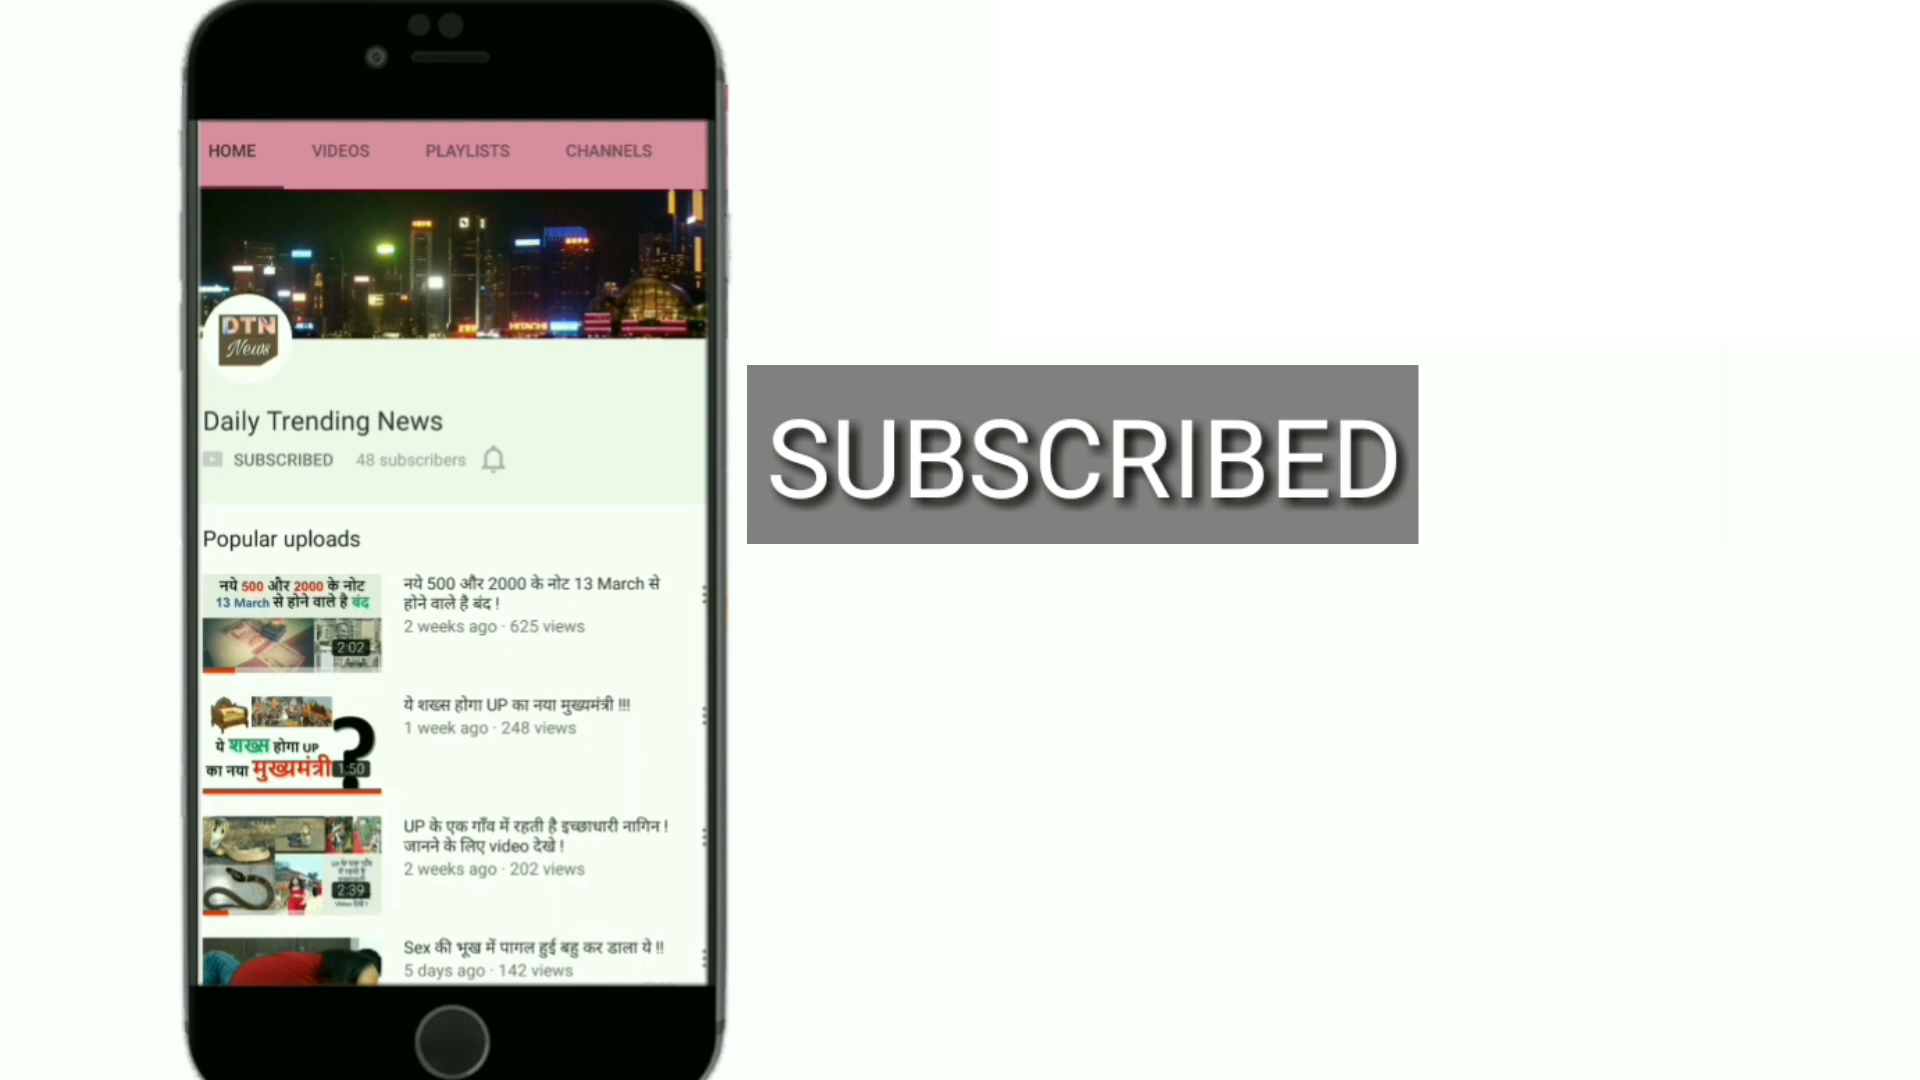 HOME VIDEOS PLAYLISTS CHANNELS
HITACHI
DTN
News
Daily Trending News
SUBSCRIBED 48 subscribers
SUBSCRIBED
Popular uploads
नये 500 और 2000 के नोट
13 March से होने वाले है बंद
2:02
नये 500 और 2000 के नोट 13 March से
होने वाले है बंद !
2 weeks ago · 625 views
ये शख्स होगा UP
का नया मुख्यमंत्री
?
1:50
ये शख्स होगा UP का नया मुख्यमंत्री !!!
1 week ago · 248 views
2:39
UP के एक गाँव में रहती है इच्छाधारी नागिन !
जानने के लिए video देखे !
2 weeks ago · 202 views
Sex की भूख में पागल हुई बहु कर डाला ये !!
5 days ago · 142 views